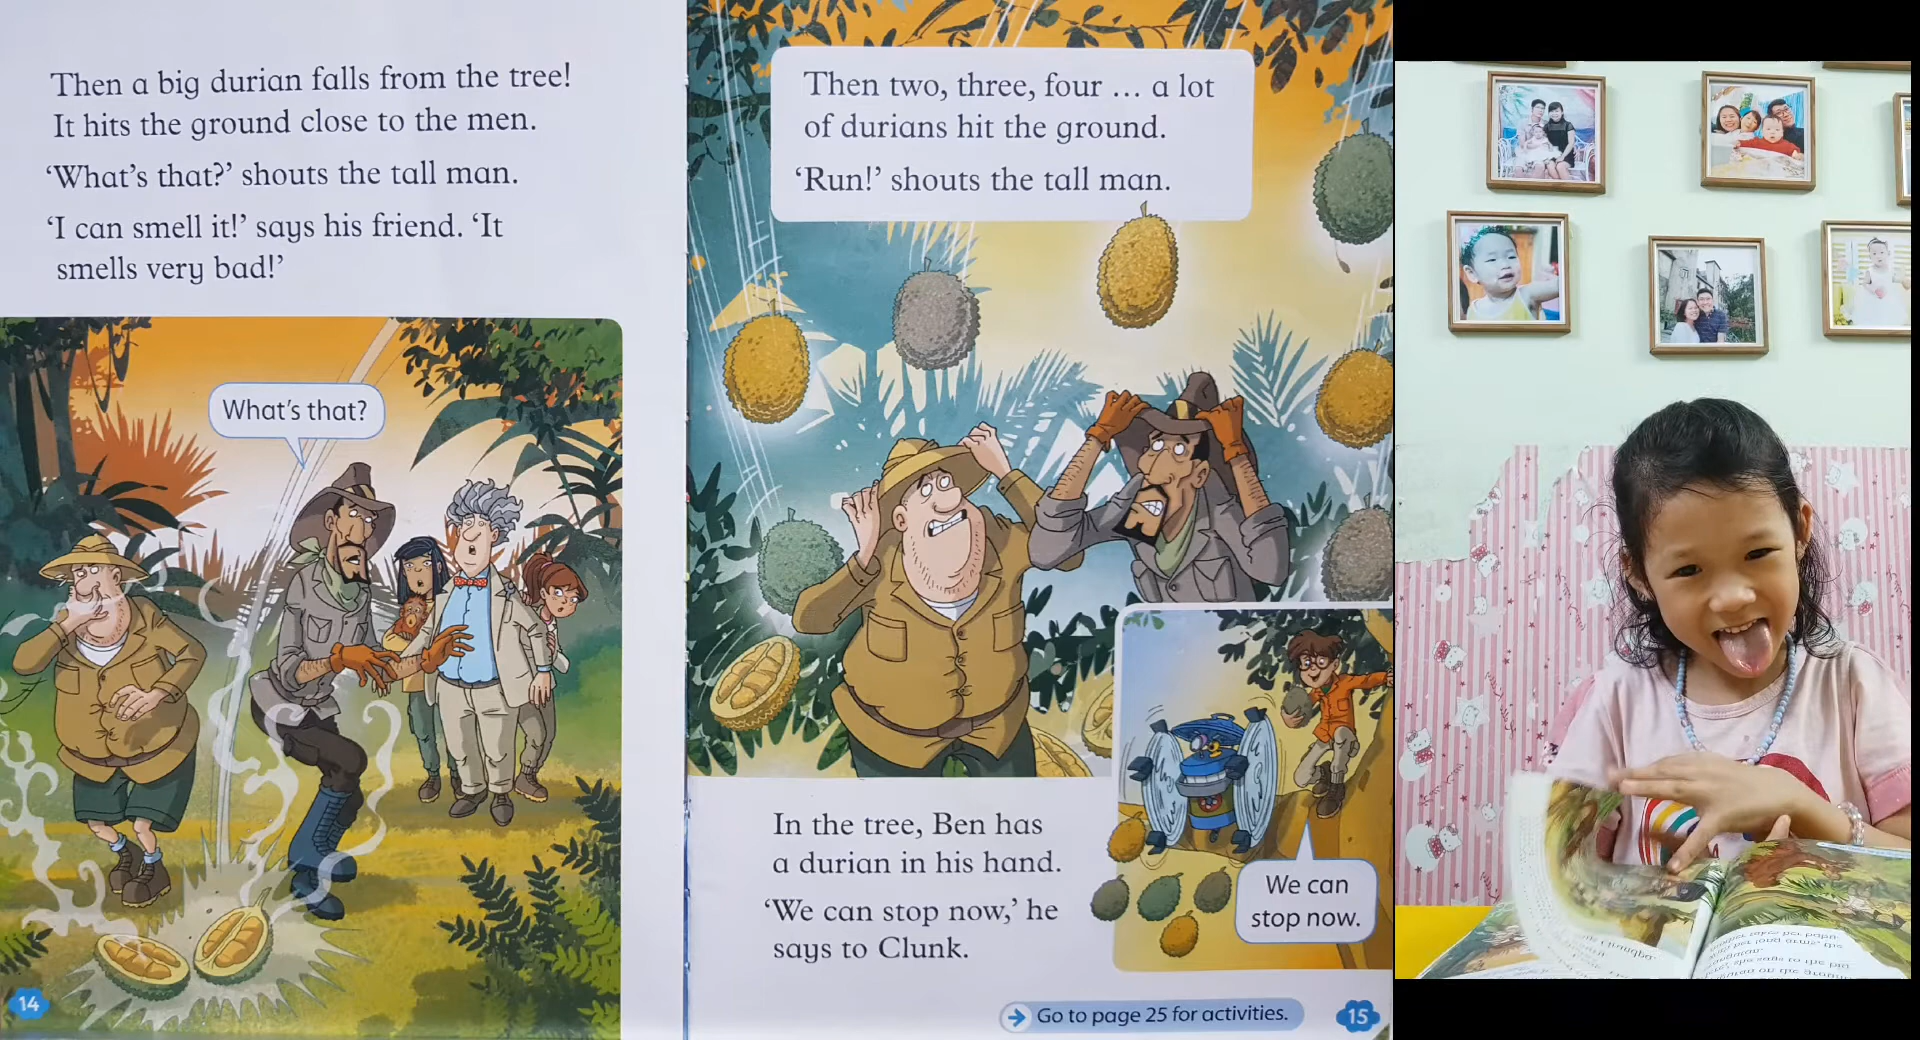 Then a big durian falls from the tree!
It hits the ground close to the men.
‘What’s that?’ shouts the tall man.
‘I can smell it!’ says his friend. ‘It
smells very bad!’
What’s that?
14
Then two, three, four ... a lot
of durians hit the ground.
‘Run!’ shouts the tall man.
In the tree, Ben has
a durian in his hand.
‘We can stop now,’ he
says to Clunk.
We can
stop now.
Go to page 25 for activities.
15